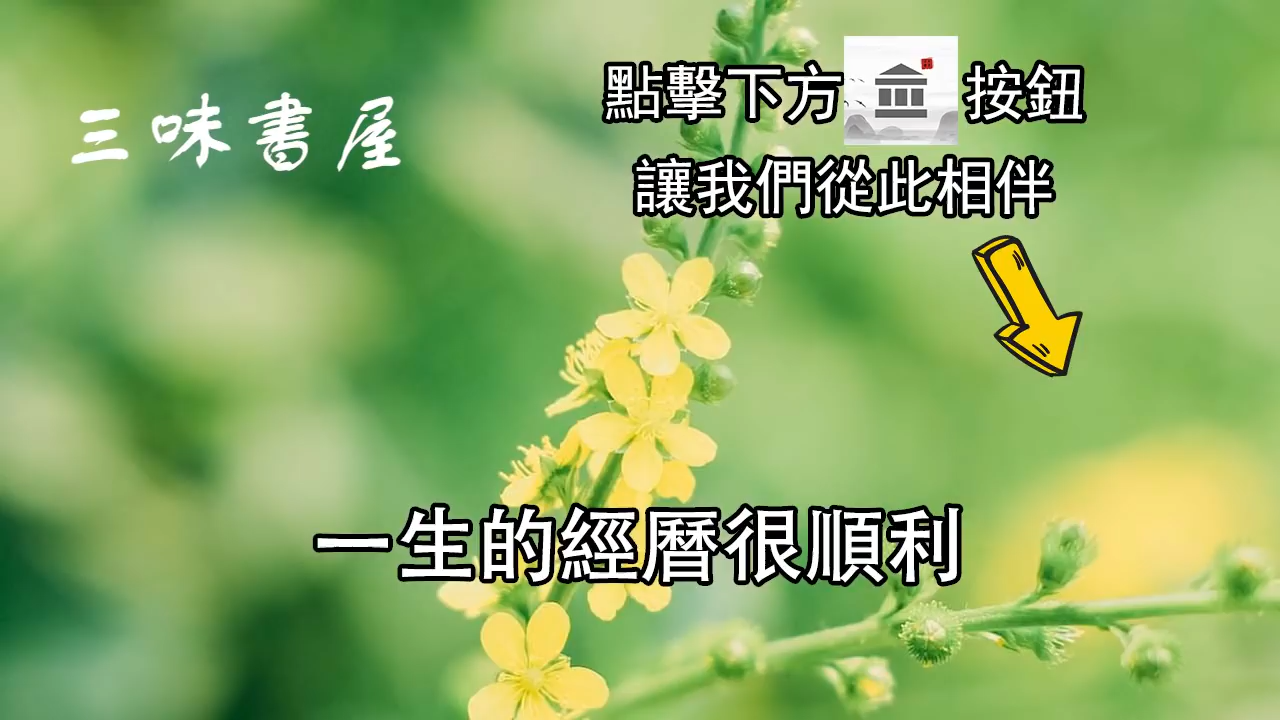 三味書屋
點擊下方按鈕
讓我們從此相伴
一生的經曆很順利